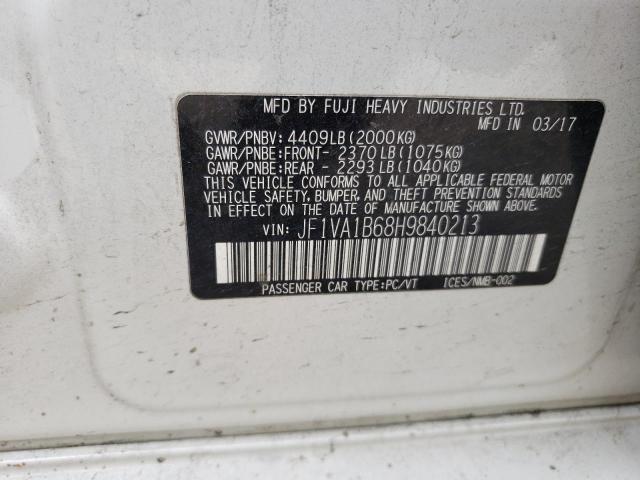 MFD BY FUJI HEAVY INDUSTRIES LTD.
MFD IN 03/17
GVWR/PNBV: 4409LB(2000KG)
GAWR/PNBE:FRONT- 2370LB(1075KG)
GAWR/PNBE:REAR - 2293LB(1040KG)
THIS VEHICLE CONFORMS TO ALL APPLICABLE FEDERAL MOTOR
VEHICLE SAFETY, BUMPER, AND THEFT PREVENTION STANDARDS
IN EFFECT ON THE DATE OF MANUFACTURE SHOWN ABOVE.
VIN: JF1VA1B68H9840213
PASSENGER CAR TYPE:PC/VT ICES/NMB-002